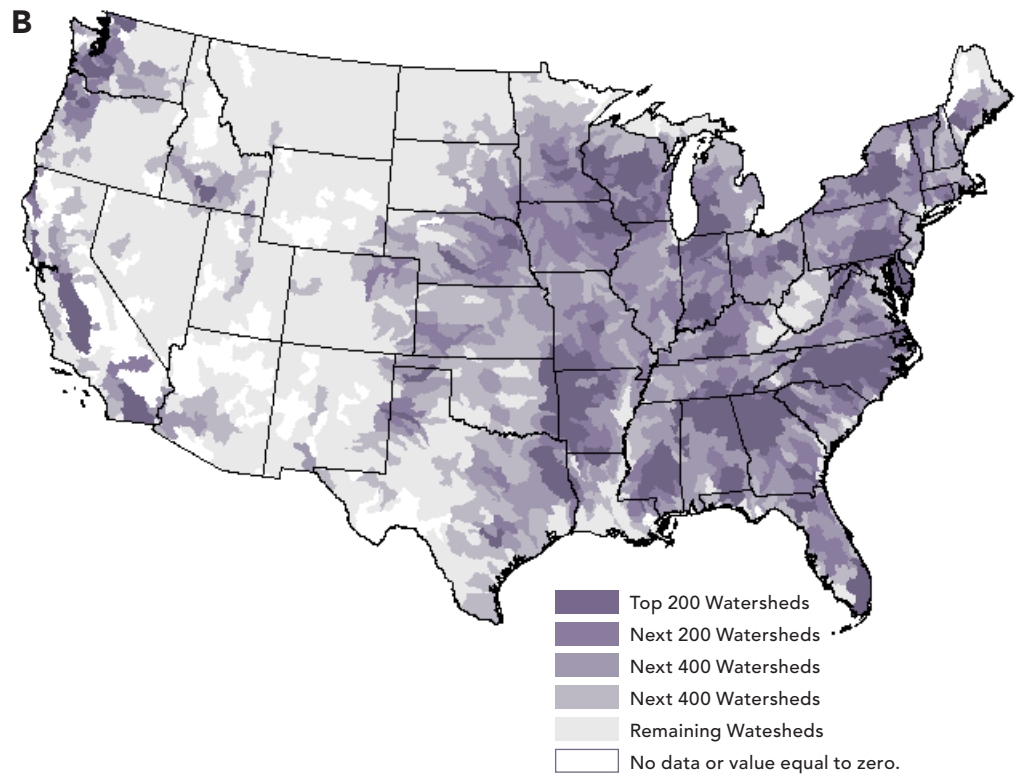 B
Top 200 Watersheds
Next 200 Watersheds
Next 400 Watersheds
Next 400 Watersheds
Remaining Watesheds
No data or value equal to zero.